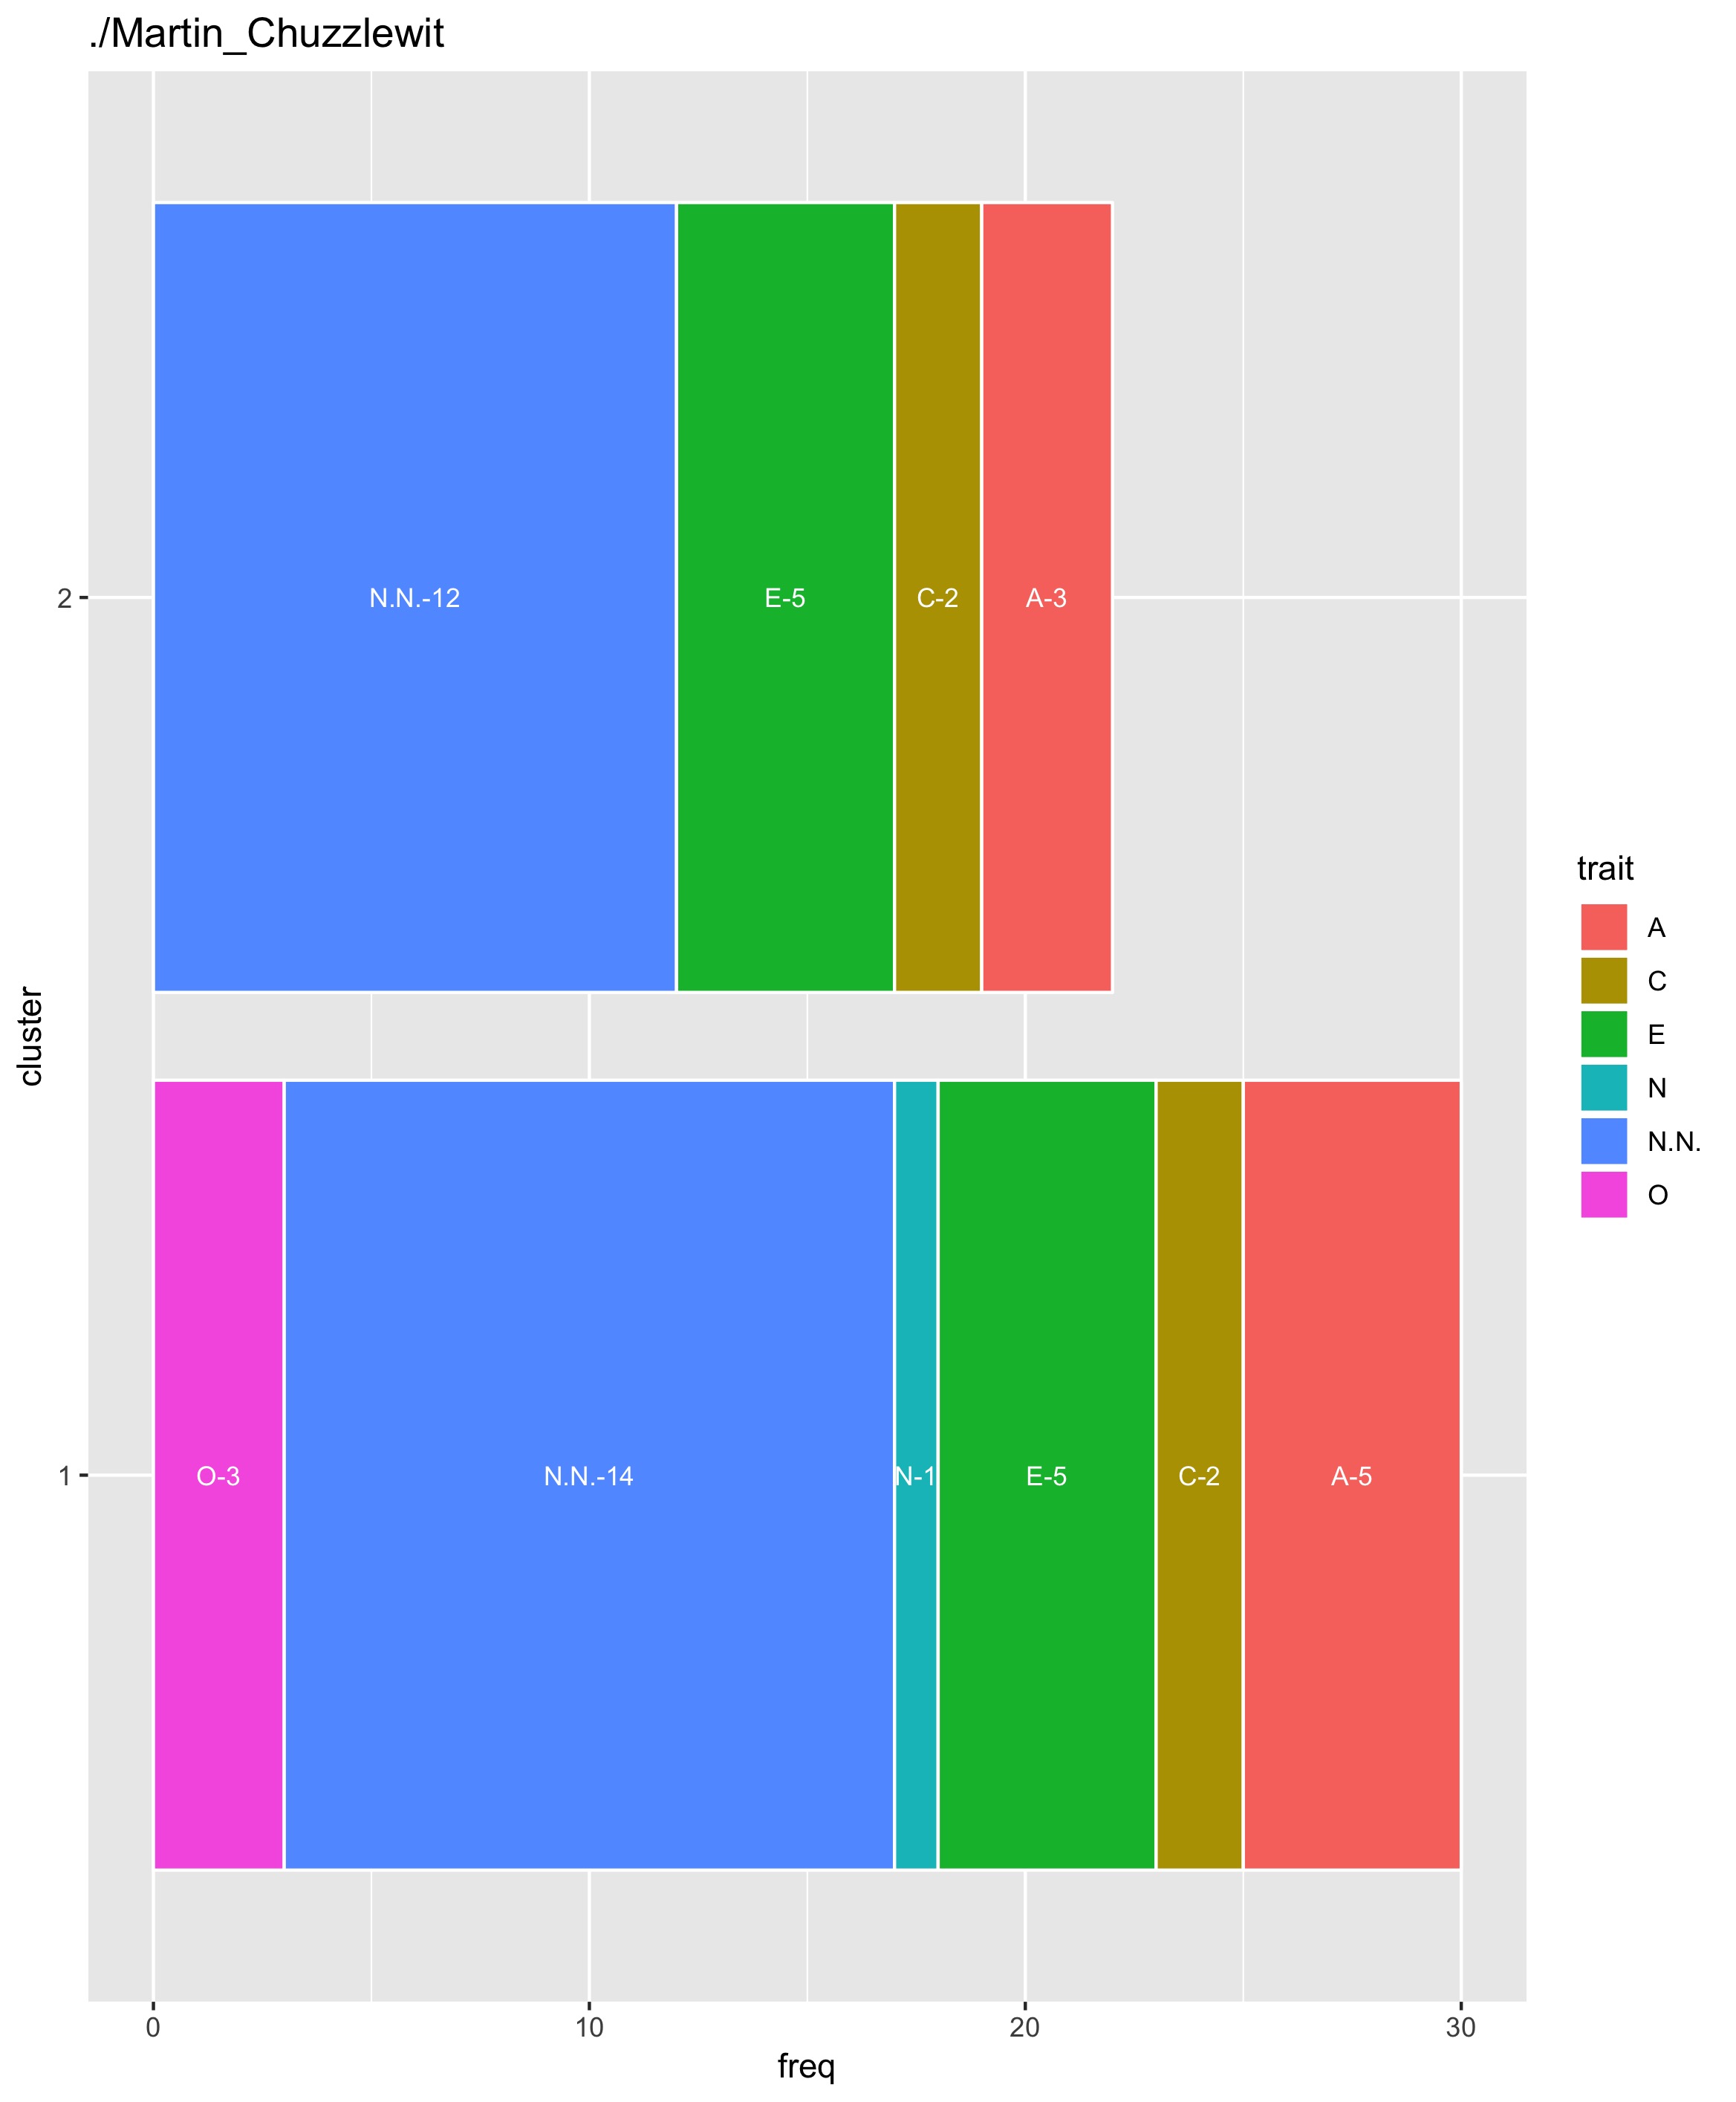 ./Martin_Chuzzlewit
2
N.N.-12
E-5
C-2
A-3
cluster
1
O-3
N.N.-14
N-1
E-5
C-2
A-5
0
10
20
30
freq
trait
A
C
E
N
N.N.
O